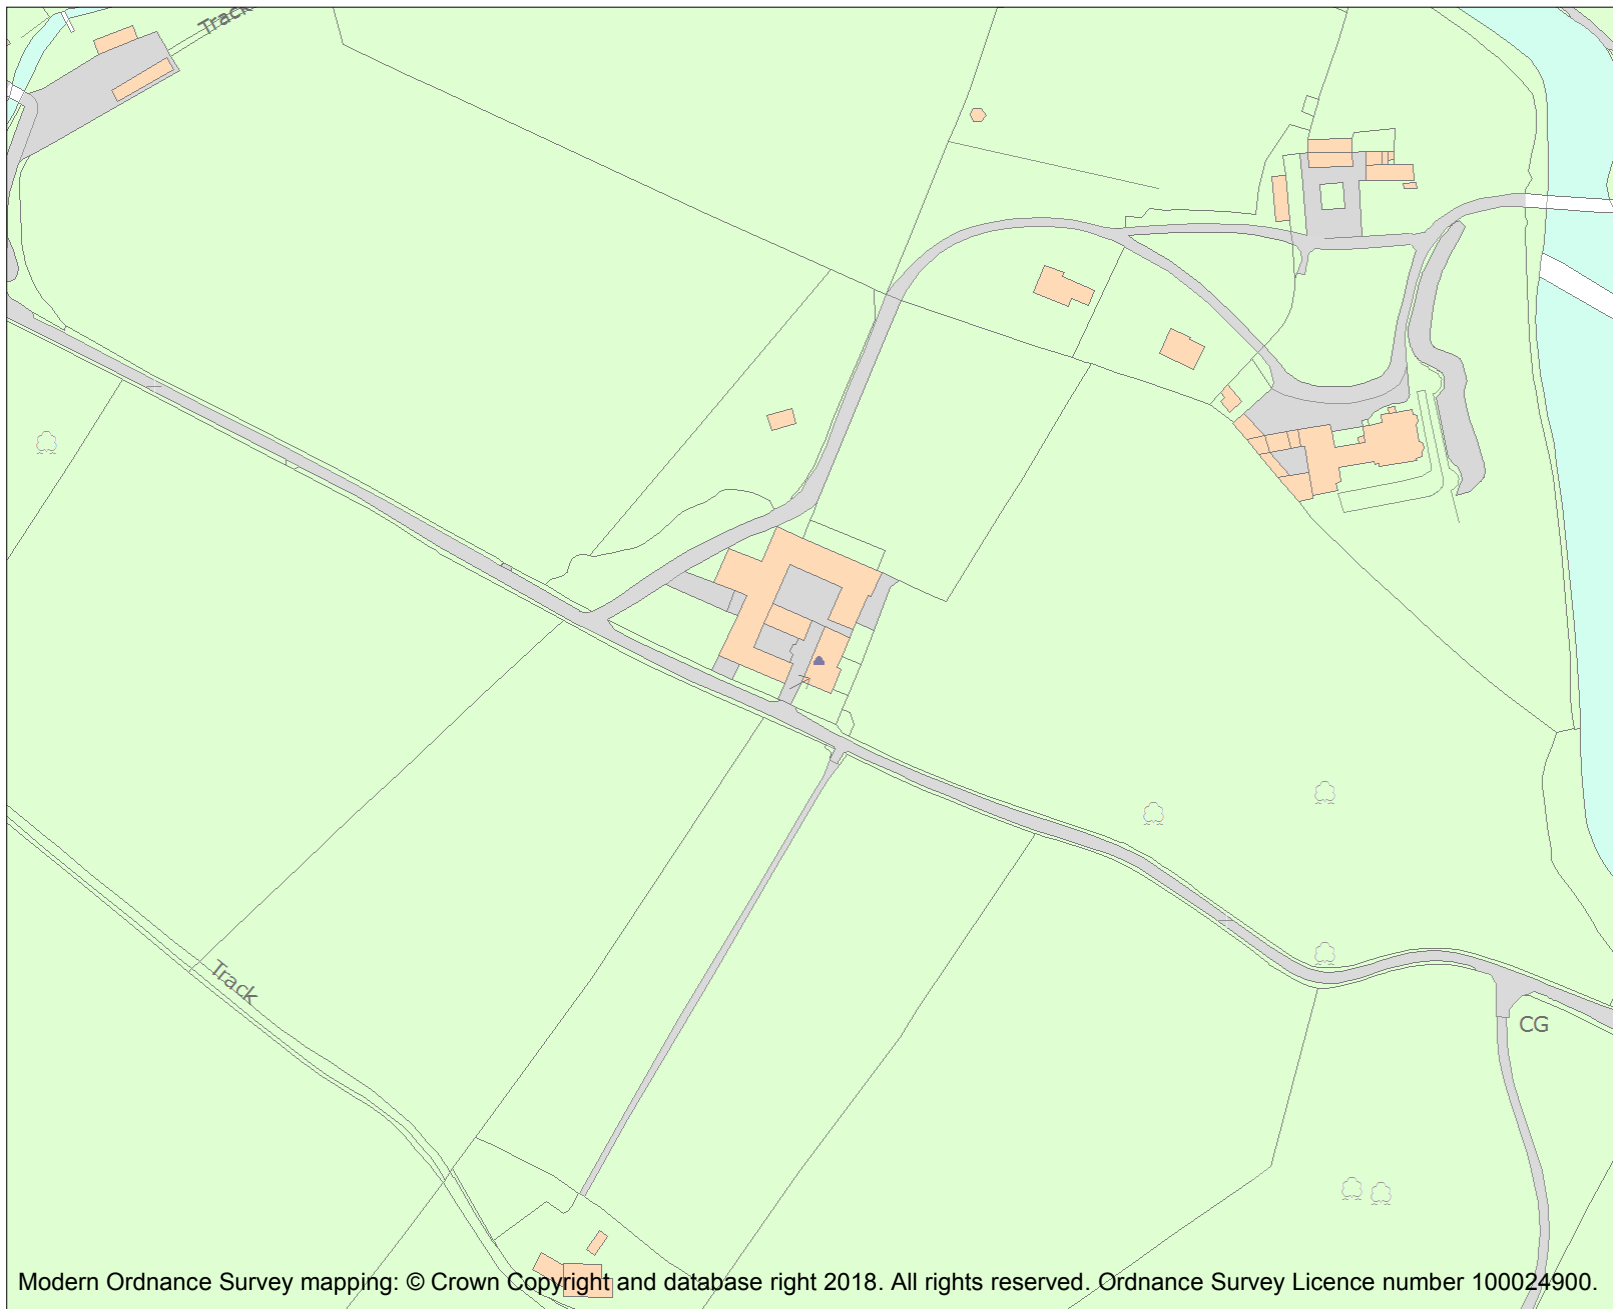 Track
Track
CG
Modern Ordnance Survey mapping: © Crown Copyright and database right 2018. All rights reserved. Ordnance Survey Licence number 100024900.